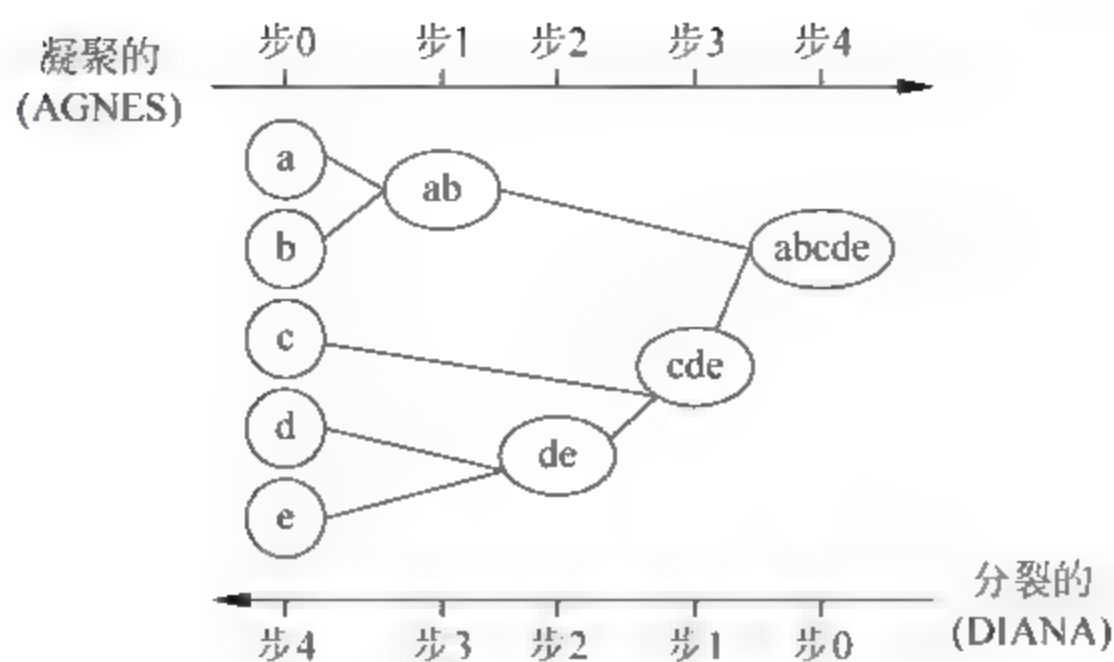 凝聚的
(AGNES)
步0 步1 步2 步3 步4
a
ab
b
abcde
c
cde
d
de
e
分裂的
(DIANA)
步4 步3 步2 步1 步0